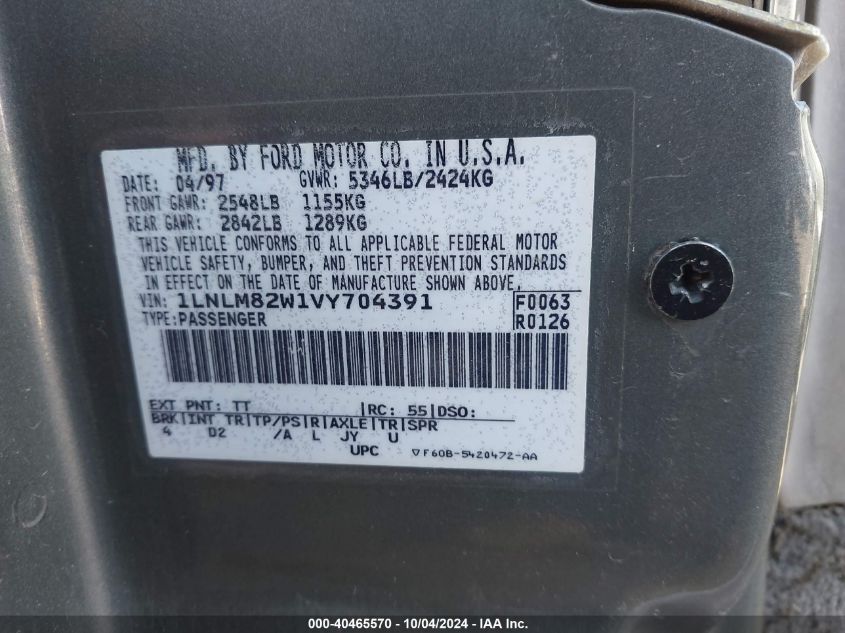 MFD. BY FORD MOTOR CO. IN U.S.A.
DATE: 04/97 GVWR: 5346LB/2424KG
FRONT GAWR: 2548LB 1155KG
REAR GAWR: 2842LB 1289KG
THIS VEHICLE CONFORMS TO ALL APPLICABLE FEDERAL MOTOR
VEHICLE SAFETY, BUMPER, AND THEFT PREVENTION STANDARDS
IN EFFECT ON THE DATE OF MANUFACTURE SHOWN ABOVE.
VIN: 1LNLM82W1VY704391 F0063
TYPE:PASSENGER R0126
EXT PNT: TT |RC: 55|DSO:
BRK|INT TR|TP/PS|R|AXLE|TR|SPR
4 D2 /A L JY U
UPC ▽F60B-5420472-AA
000-40465570 - 10/04/2024 - IAA Inc.